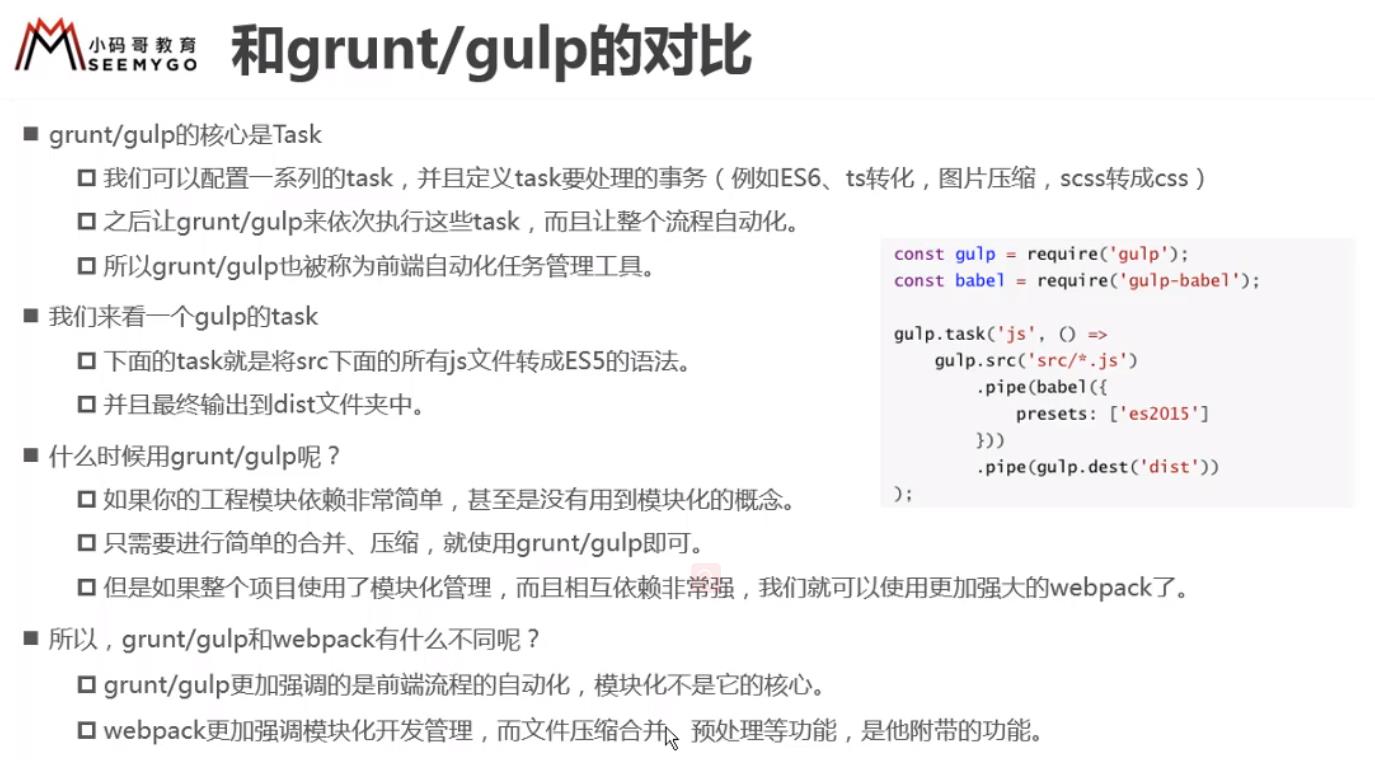 小码哥教育
SEEMYGO
和grunt/gulp的对比
grunt/gulp的核心是Task
我们可以配置一系列的task，并且定义task要处理的事务（例如ES6、ts转化，图片压缩，scss转成css）
之后让grunt/gulp来依次执行这些task，而且让整个流程自动化。
所以grunt/gulp也被称为前端自动化任务管理工具。
我们来看一个gulp的task
下面的task就是将src下面的所有js文件转成ES5的语法。
并且最终输出到dist文件夹中。
什么时候用grunt/gulp呢？
如果你的工程模块依赖非常简单，甚至是没有用到模块化的概念。
只需要进行简单的合并、压缩，就使用grunt/gulp即可。
但是如果整个项目使用了模块化管理，而且相互依赖非常强，我们就可以使用更加强大的webpack了。
所以，grunt/gulp和webpack有什么不同呢？
grunt/gulp更加强调的是前端流程的自动化，模块化不是它的核心。
webpack更加强调模块化开发管理，而文件压缩合并、预处理等功能，是他附带的功能。
const gulp = require('gulp');
const babel = require('gulp-babel');
gulp.task('js', () =>
gulp.src('src/*.js')
.pipe(babel({
presets: ['es2015']
}))
.pipe(gulp.dest('dist'))
);